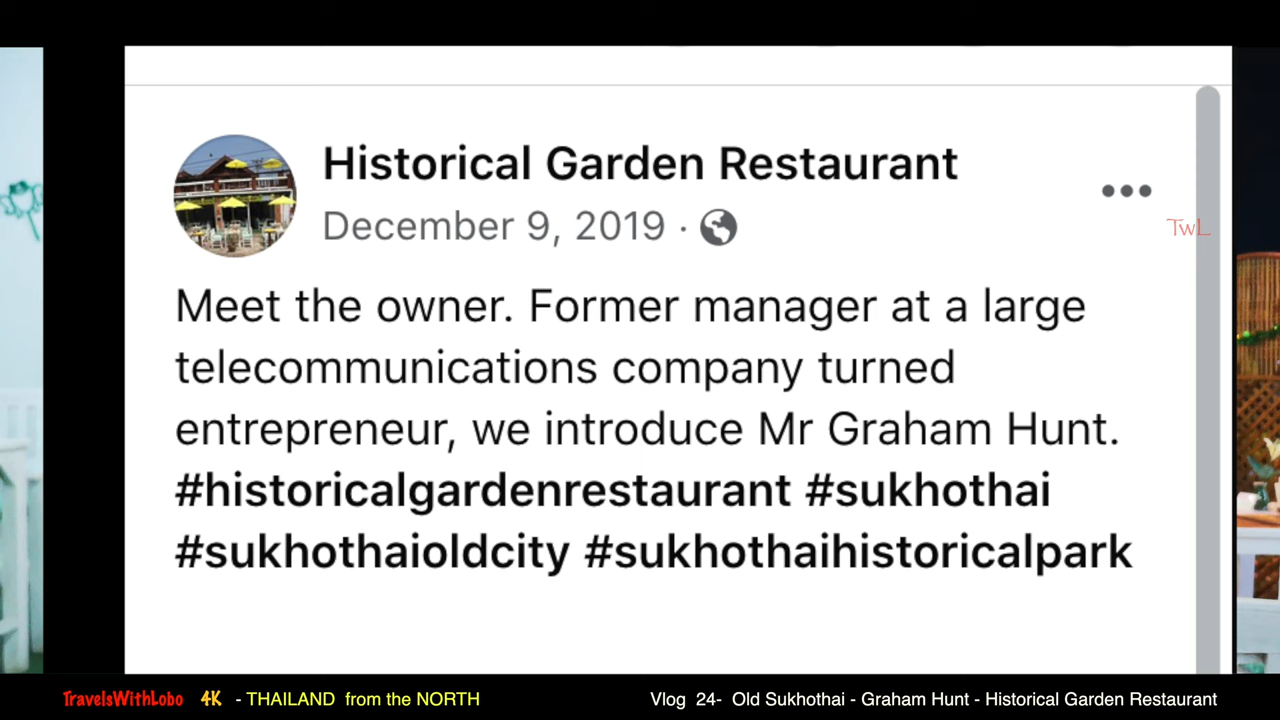 Historical Garden Restaurant
December 9, 2019 ·
TwL
Meet the owner. Former manager at a large
telecommunications company turned
entrepreneur, we introduce Mr Graham Hunt.
#historicalgardenrestaurant #sukhothai
#sukhothaioldcity #sukhothaihistoricalpark
TravelsWithLobo 4K - THAILAND from the NORTH
Vlog 24- Old Sukhothai - Graham Hunt - Historical Garden Restaurant